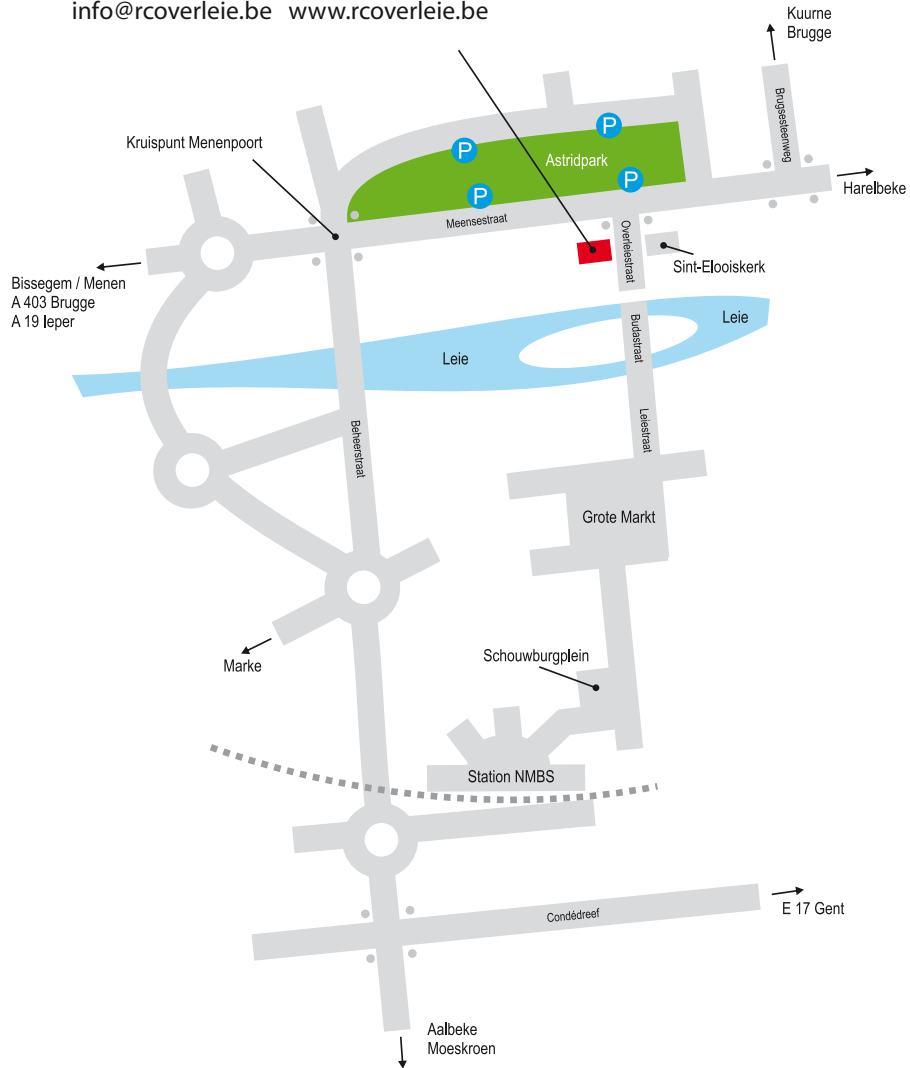 info@rcoverleie.be www.rcoverleie.be
Kuurne
Brugge
Brugsesteenweg
Kruispunt Menenpoort
P
P
Astridpark
P
P
Harelbeke
Meensestraat
Overleiestraat
Sint-Elooiskerk
Bissegem / Menen
A 403 Brugge
A 19 Ieper
Leie
Leie
Budastraat
Beheerstraat
Leiestraat
Grote Markt
Schouwburgplein
Marke
Station NMBS
Condédreef
E 17 Gent
Aalbeke
Moeskroen